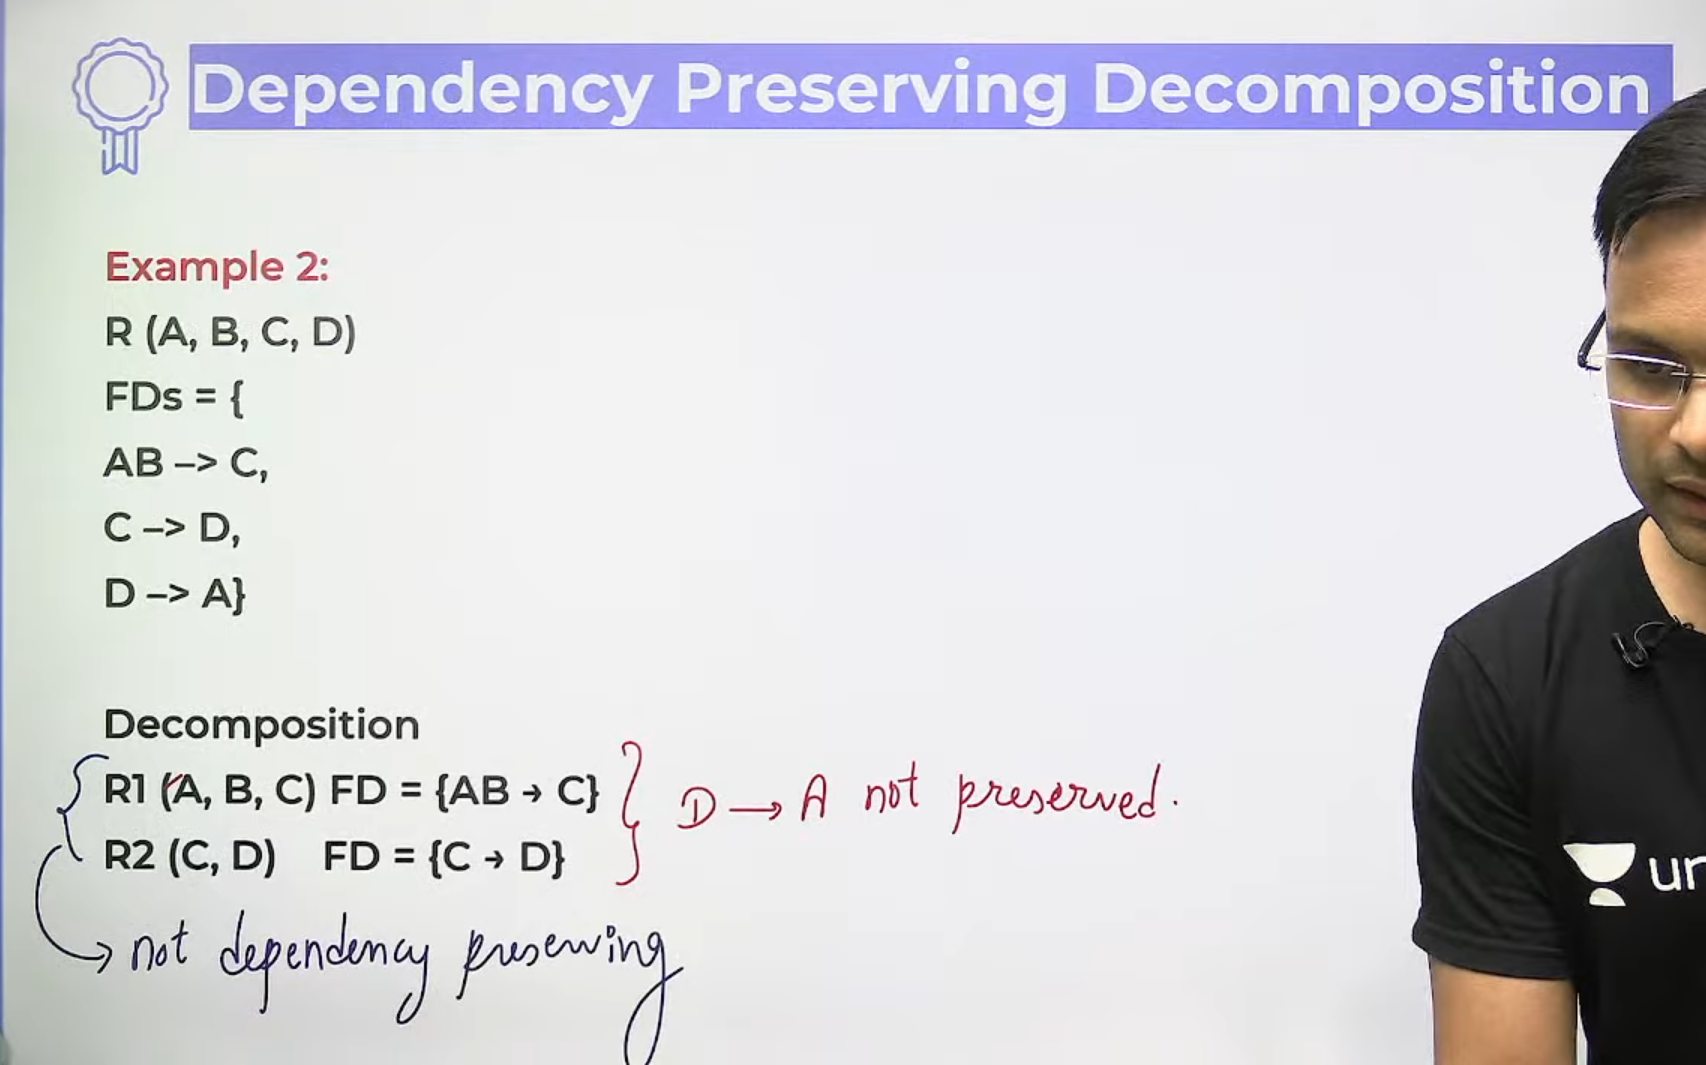 Dependency Preserving Decomposition
Example 2:
R (A, B, C, D)
FDs = {
AB –> C,
C –> D,
D –> A}
Decomposition
R1 (A, B, C) FD = {AB → C}
R2 (C, D) FD = {C → D}
D → A not preserved.
not dependency preserving
un